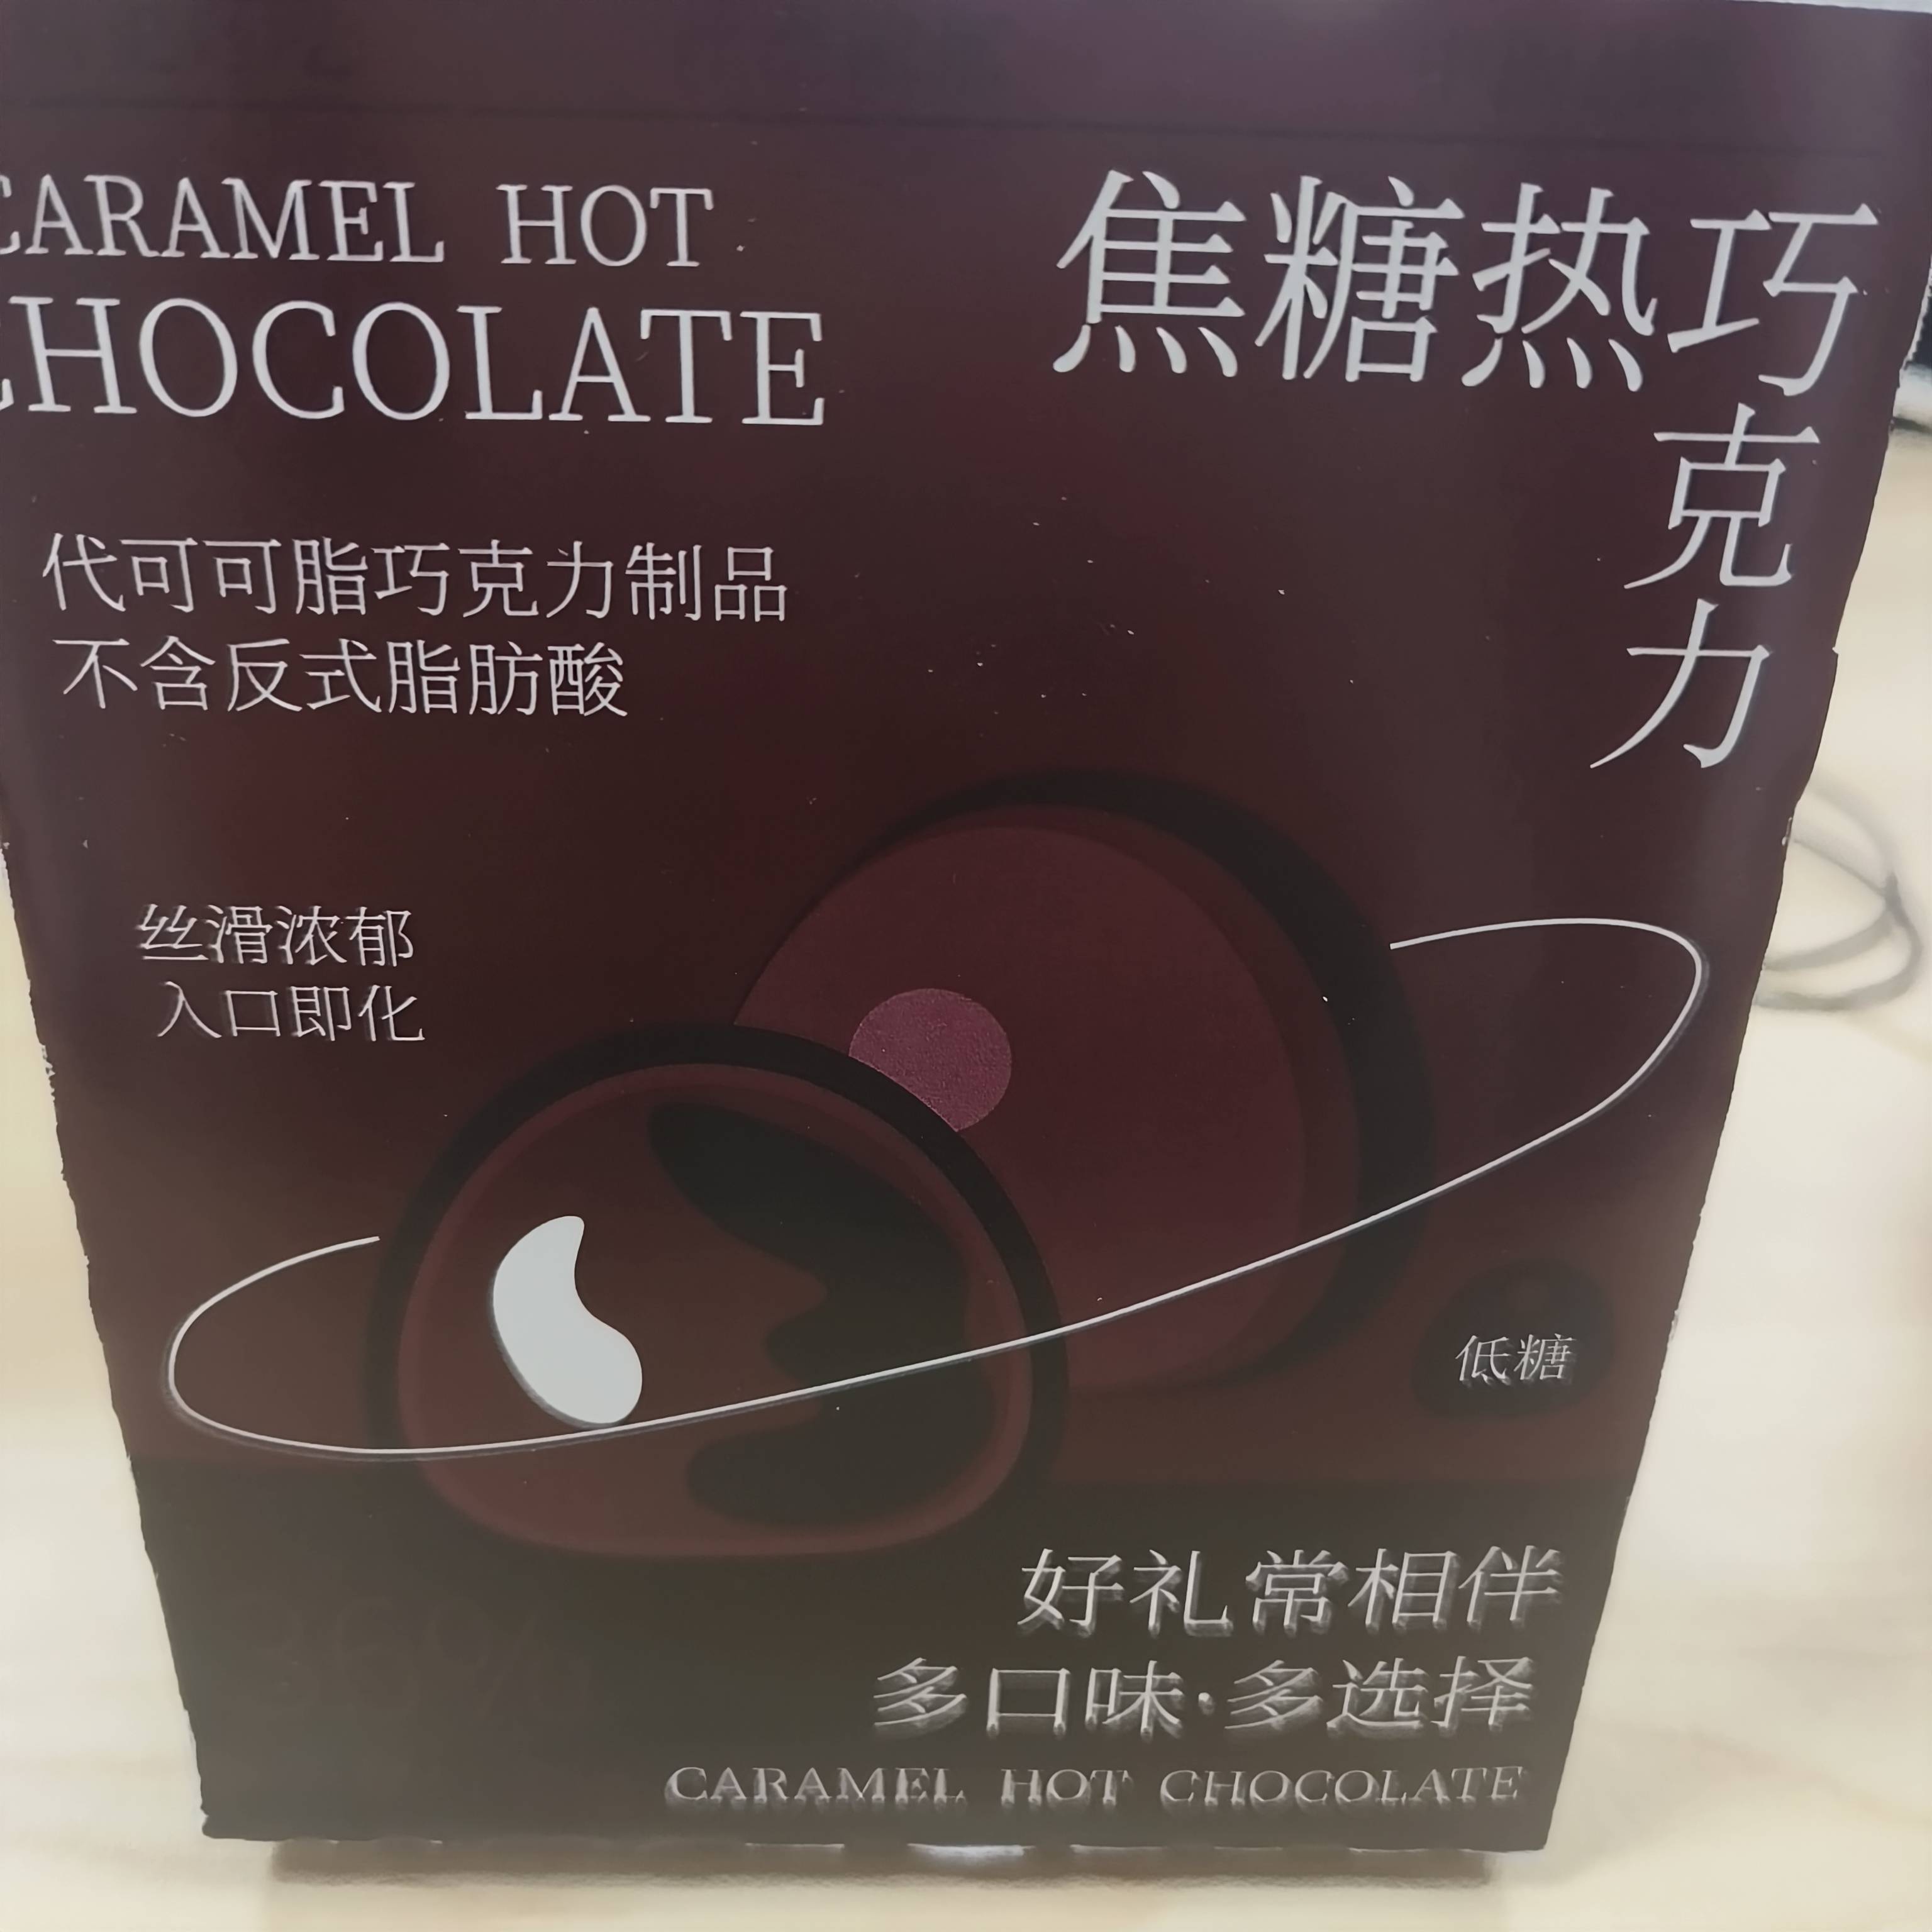 CARAMEL HOT
CHOCOLATE
焦糖热巧
克
力
代可可脂巧克力制品
不含反式脂肪酸
丝滑浓郁
入口即化
低糖
好礼常相伴
多口味·多选择
CARAMEL HOT CHOCOLATE